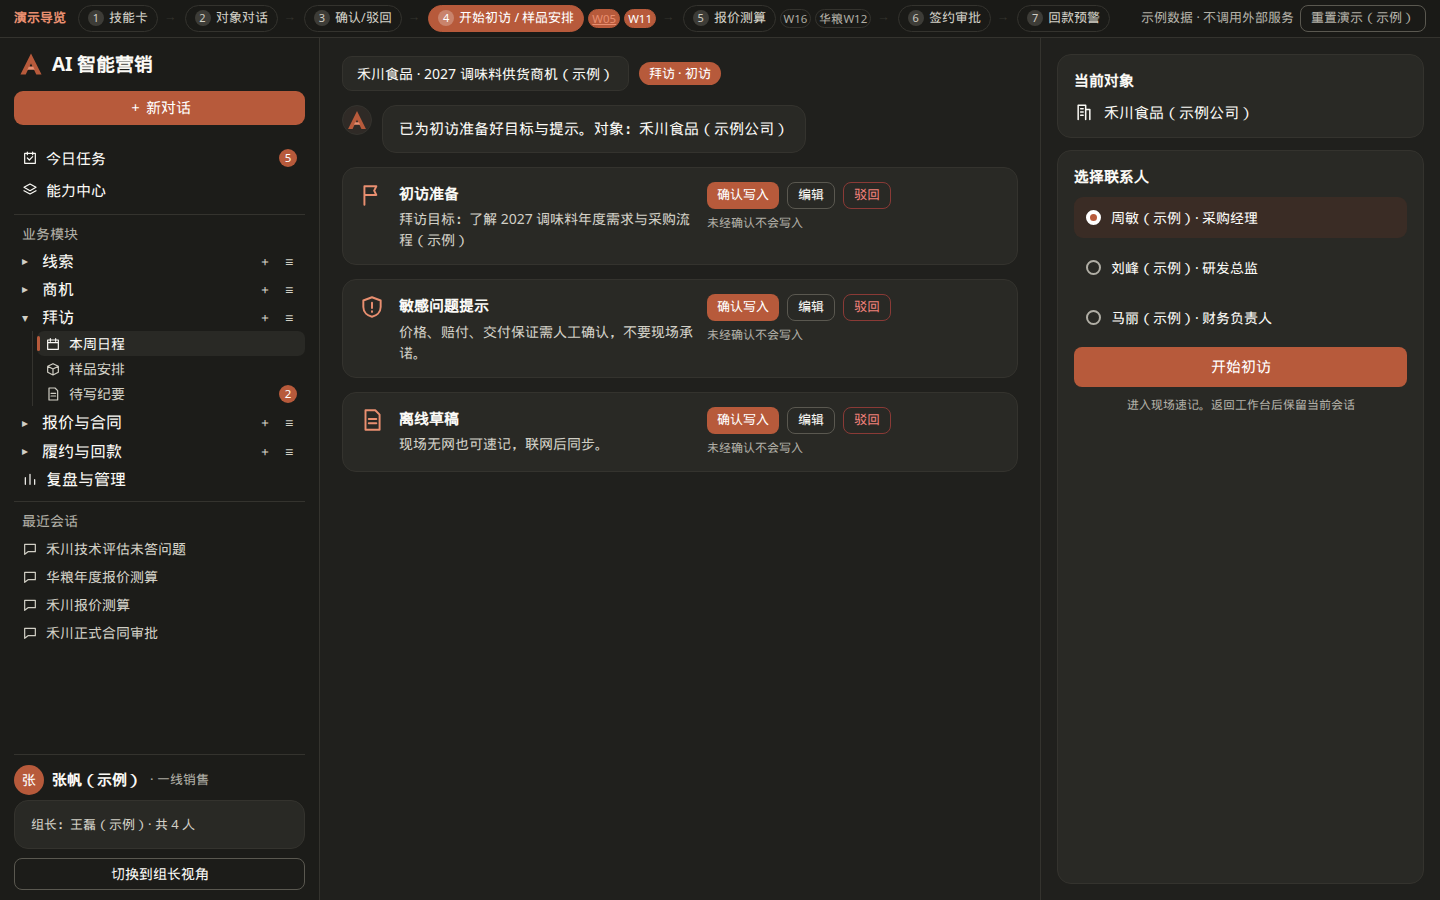 演示导览 1 技能卡 → 2 对象对话 → 3 确认/驳回 → 4 开始初访 / 样品安排 W05 W11 → 5 报价测算 W16 华粮W12 → 6 签约审批 → 7 回款预警 示例数据 · 不调用外部服务 重置演示（示例）
AI 智能营销
+ 新对话
今日任务 5
能力中心
业务模块
▸ 线索 + ≡
▸ 商机 + ≡
▾ 拜访 + ≡
本周日程
样品安排
待写纪要 2
▸ 报价与合同 + ≡
▸ 履约与回款 + ≡
复盘与管理
最近会话
禾川技术评估未答问题
华粮年度报价测算
禾川报价测算
禾川正式合同审批
张 张帆（示例） · 一线销售
组长：王磊（示例）· 共 4 人
切换到组长视角
禾川食品 · 2027 调味料供货商机（示例） 拜访 · 初访
已为初访准备好目标与提示。对象：禾川食品（示例公司）
初访准备
拜访目标：了解 2027 调味料年度需求与采购流
程（示例）
确认写入 编辑 驳回
未经确认不会写入
敏感问题提示
价格、赔付、交付保证需人工确认，不要现场承
诺。
确认写入 编辑 驳回
未经确认不会写入
离线草稿
现场无网也可速记，联网后同步。
确认写入 编辑 驳回
未经确认不会写入
当前对象
禾川食品（示例公司）
选择联系人
周敏（示例）· 采购经理
刘峰（示例）· 研发总监
马丽（示例）· 财务负责人
开始初访
进入现场速记。返回工作台后保留当前会话